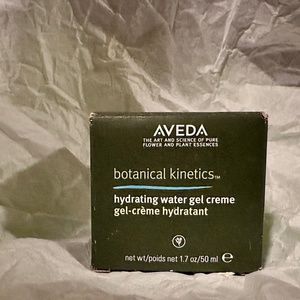 AVEDA
THE ART AND SCIENCE OF PURE
FLOWER AND PLANT ESSENCES
botanical kinetics™
hydrating water gel creme
gel-crème hydratant
net wt/poids net 1.7 oz/50 ml ℮